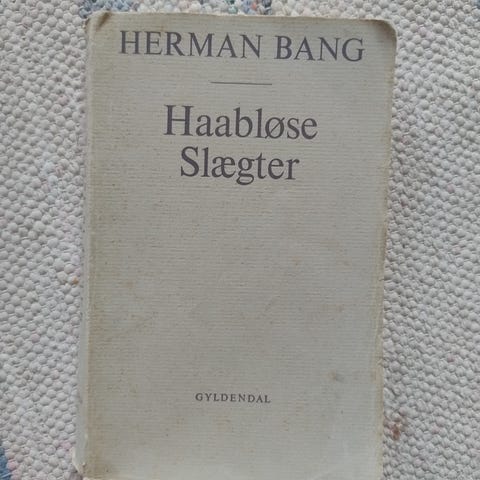 HERMAN BANG
Haabløse
Slægter
GYLDENDAL